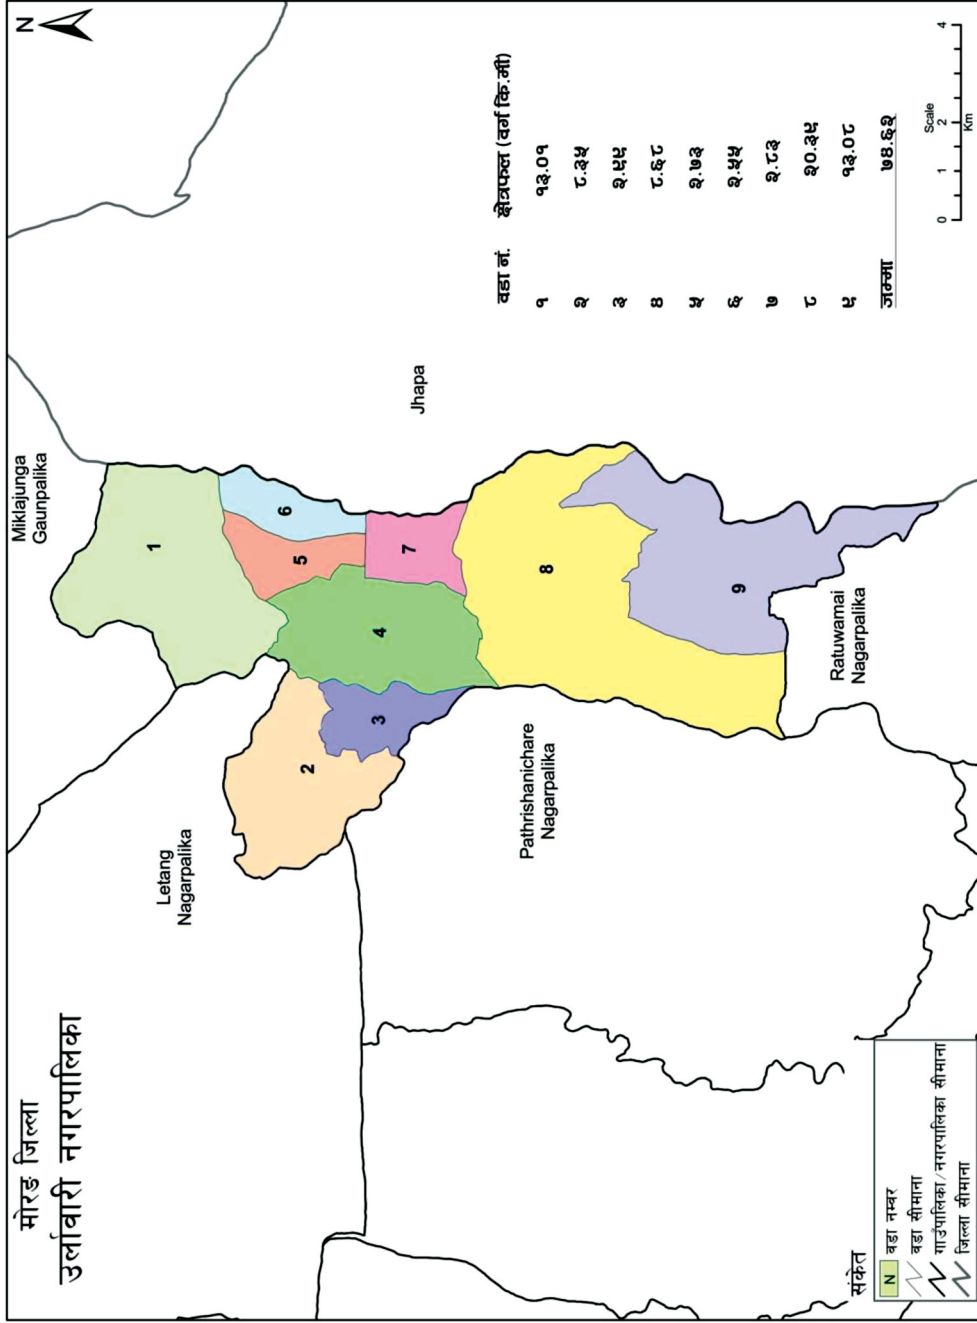 मोरङ जिल्ला
उर्लावारी नगरपालिका
N
Miklajunga
Gaunpalika
Letang
Nagarpalika
1
2
3
4
5
6
7
8
9
Jhapa
Pathrishanichare
Nagarpalika
Ratuwamai
Nagarpalika
वडा नं. क्षेत्रफल (वर्ग कि.मी)
१ १३.०१
२ ८.३५
३ २.९९
४ ८.६८
५ २.७३
६ २.५५
७ २.८३
८ २०.३९
९ १३.०८
जम्मा ७४.६२
संकेत
N वडा नम्बर
वडा सीमाना
गाउँपालिका/नगरपालिका सीमाना
जिल्ला सीमाना
Scale
0 1 2 4
Km